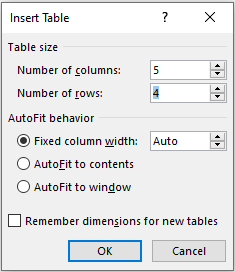 Insert Table ? ×
Table size
Number of columns: 5
Number of rows: 4
AutoFit behavior
Fixed column width: Auto
AutoFit to contents
AutoFit to window
Remember dimensions for new tables
OK Cancel